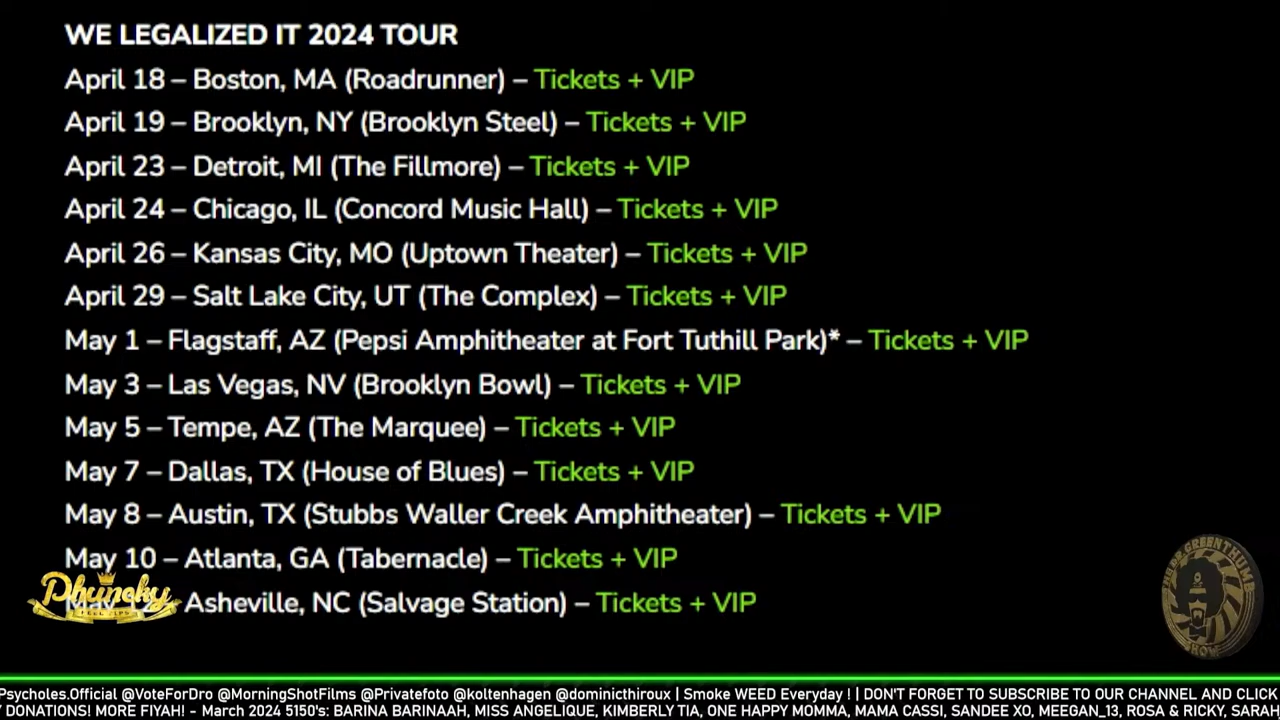 WE LEGALIZED IT 2024 TOUR
April 18 – Boston, MA (Roadrunner) – Tickets + VIP
April 19 – Brooklyn, NY (Brooklyn Steel) – Tickets + VIP
April 23 – Detroit, MI (The Fillmore) – Tickets + VIP
April 24 – Chicago, IL (Concord Music Hall) – Tickets + VIP
April 26 – Kansas City, MO (Uptown Theater) – Tickets + VIP
April 29 – Salt Lake City, UT (The Complex) – Tickets + VIP
May 1 – Flagstaff, AZ (Pepsi Amphitheater at Fort Tuthill Park)* – Tickets + VIP
May 3 – Las Vegas, NV (Brooklyn Bowl) – Tickets + VIP
May 5 – Tempe, AZ (The Marquee) – Tickets + VIP
May 7 – Dallas, TX (House of Blues) – Tickets + VIP
May 8 – Austin, TX (Stubbs Waller Creek Amphitheater) – Tickets + VIP
May 10 – Atlanta, GA (Tabernacle) – Tickets + VIP
Asheville, NC (Salvage Station) – Tickets + VIP
Phunky
FEEL TIPS
THE DR GREENTHUMB
SHOW
Psycholes.Official @VoteForDro @MorningShotFilms @Privatefoto @koltenhagen @dominicthiroux | Smoke WEED Everyday ! | DON'T FORGET TO SUBSCRIBE TO OUR CHANNEL AND CLICK
DONATIONS! MORE FIYAH! - March 2024 5150's: BARINA BARINAAH, MISS ANGELIQUE, KIMBERLY TIA, ONE HAPPY MOMMA, MAMA CASSI, SANDEE XO, MEEGAN_13, ROSA & RICKY, SARAH